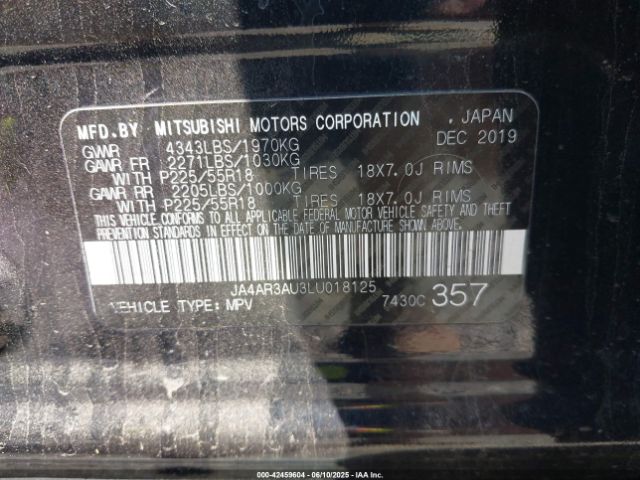 MFD.BY MITSUBISHI MOTORS CORPORATION , JAPAN
GVWR 4343LBS/1970KG DEC 2019
GAWR FR 2271LBS/1030KG
WITH P225/55R18 TIRES 18X7.0J RIMS
GAWR RR 2205LBS/1000KG
WITH P225/55R18 TIRES 18X7.0J RIMS
THIS VEHICLE CONFORMS TO ALL APPLICABLE FEDERAL MOTOR VEHICLE SAFETY AND THEFT
PREVENTION STANDARDS IN EFFECT ON THE DATE OF MANUFACTURE SHOWN ABOVE.
JA4AR3AU3LU018125
VEHICLE TYPE: MPV 7430C 357
000-42459604 06/10/2025 - IAAI.COM